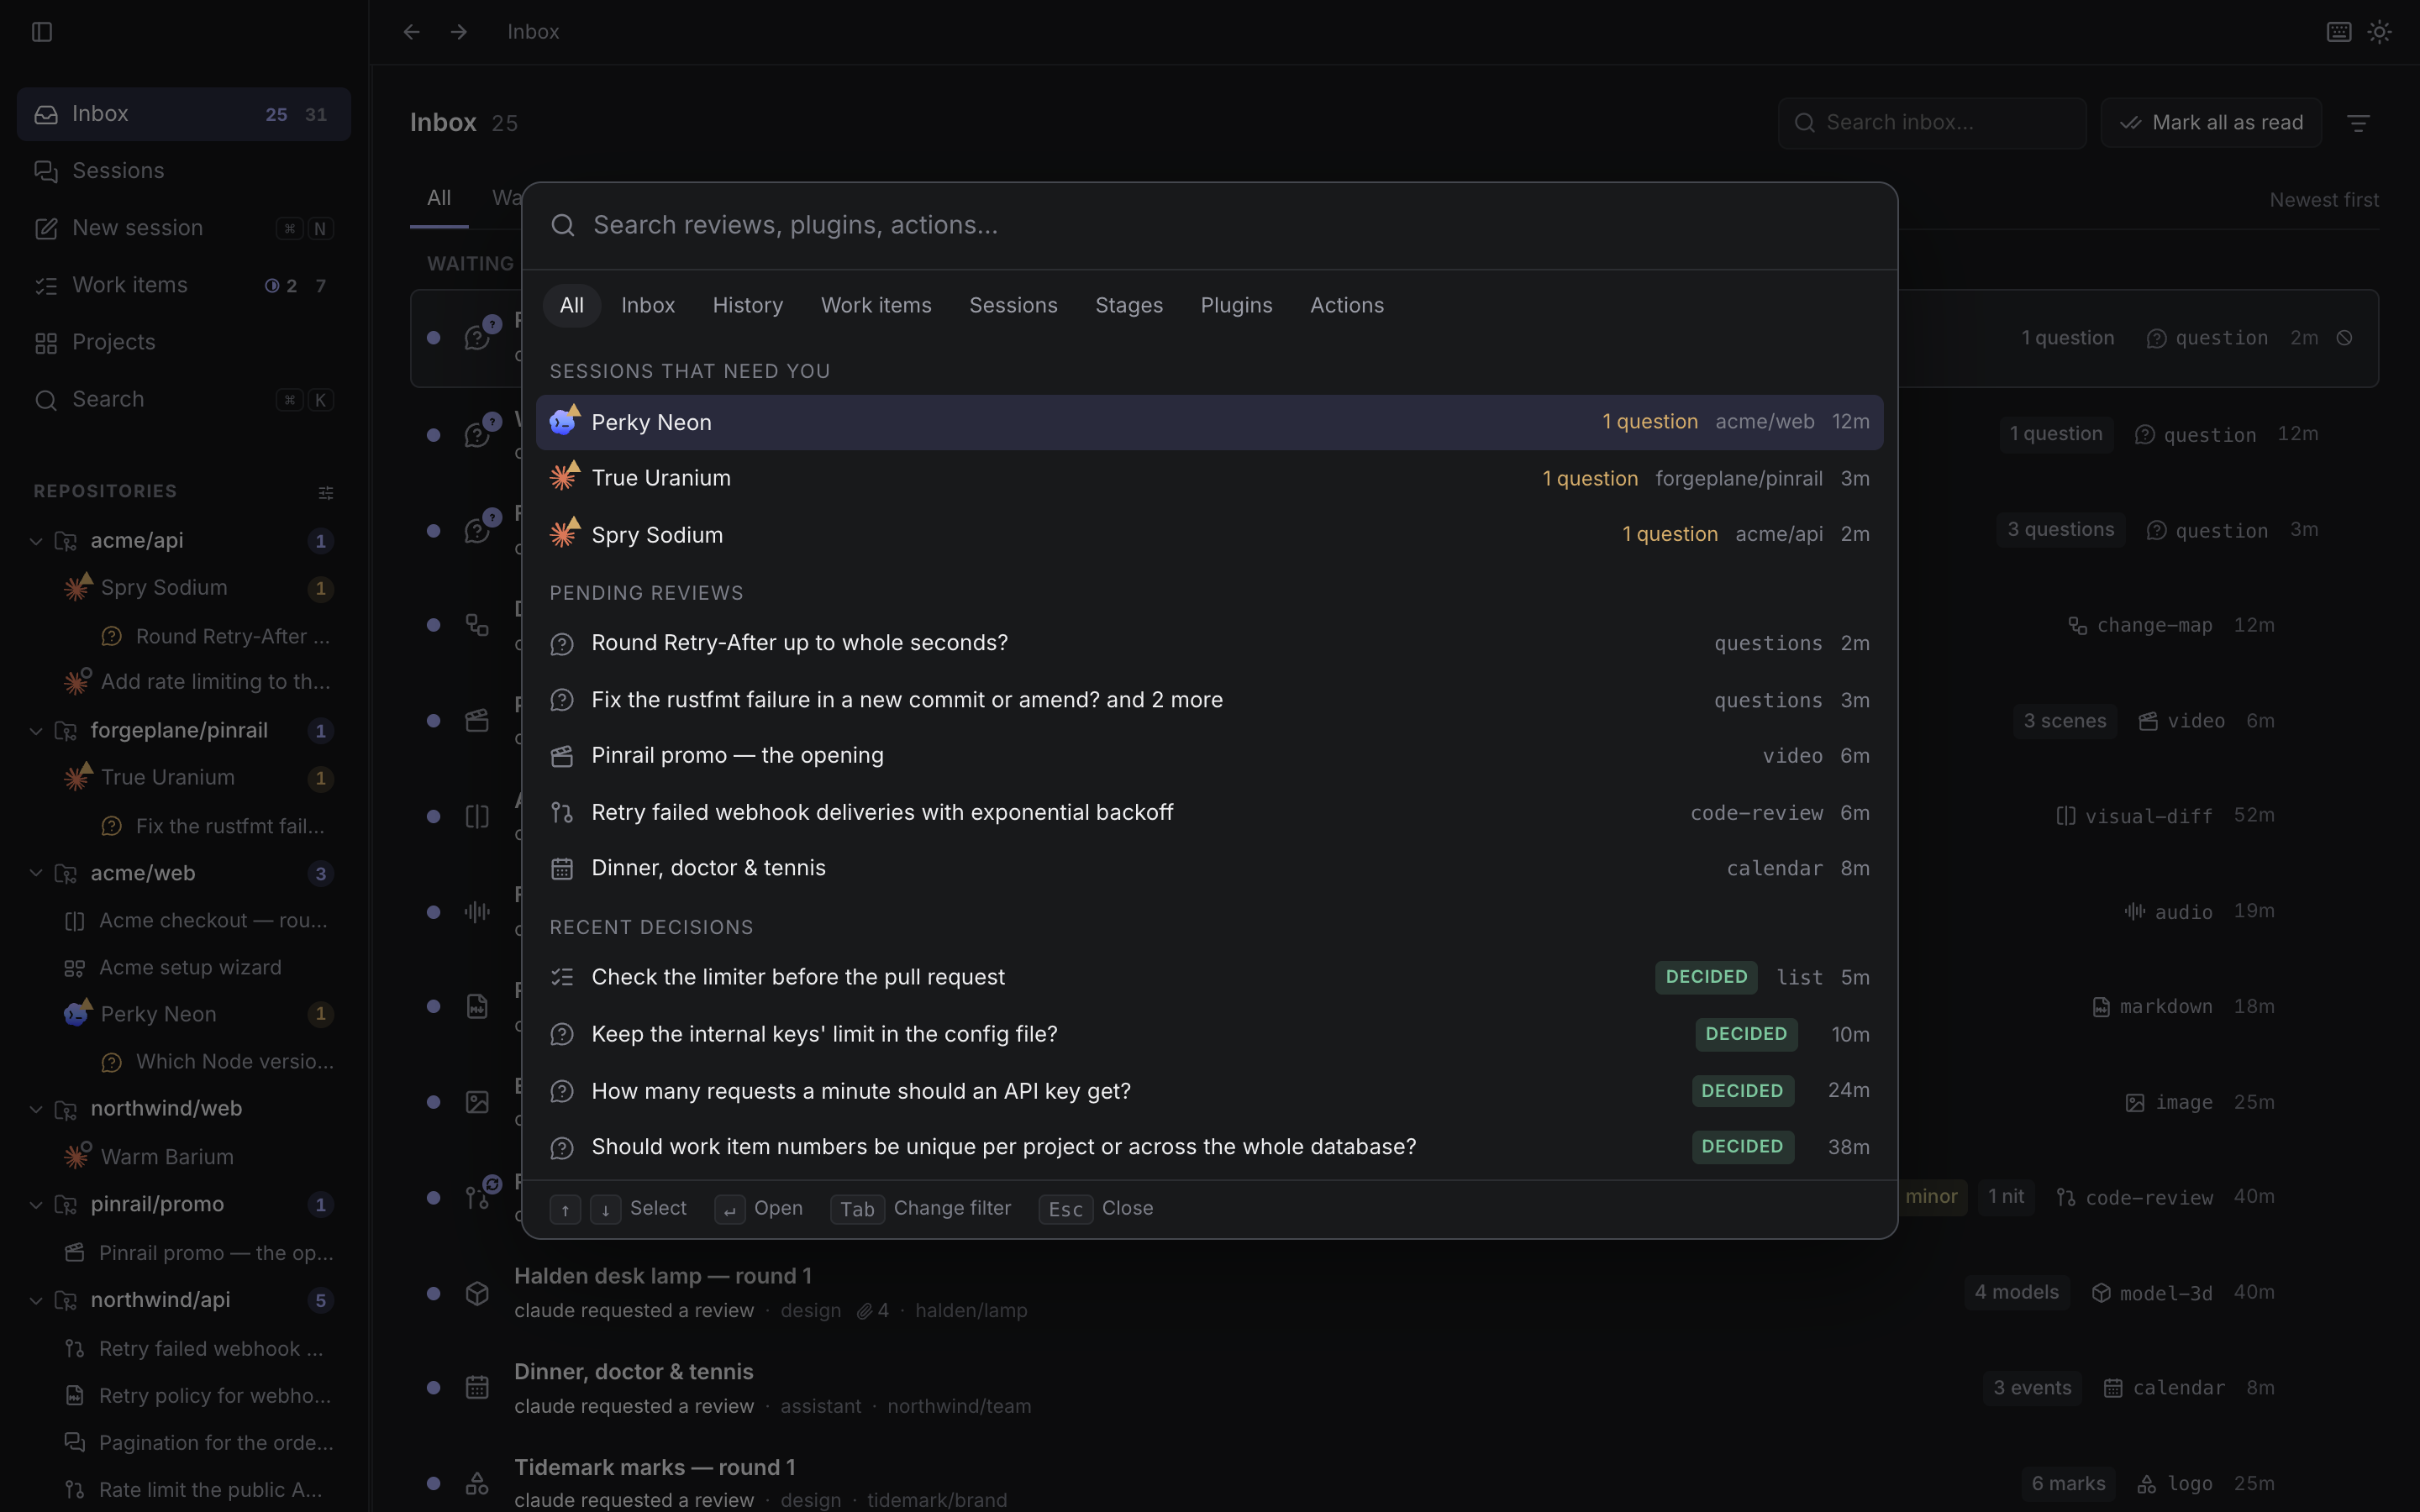 Inbox 25 31
Sessions
New session ⌘ N
Work items 2 7
Projects
Search ⌘ K
REPOSITORIES
acme/api 1
Spry Sodium 1
Round Retry-After ...
Add rate limiting to th...
forgeplane/pinrail 1
True Uranium 1
Fix the rustfmt fail...
acme/web 3
Acme checkout — rou...
Acme setup wizard
Perky Neon 1
Which Node versio...
northwind/web
Warm Barium
pinrail/promo 1
Pinrail promo — the op...
northwind/api 5
Retry failed webhook ...
Retry policy for webho...
Pagination for the orde...
Rate limit the public A...
Inbox
Inbox 25
Search inbox...
Mark all as read
All
Newest first
WAITING
1 question question 2m
1 question question 12m
3 questions question 3m
change-map 12m
3 scenes video 6m
visual-diff 52m
audio 19m
markdown 18m
image 25m
minor 1 nit code-review 40m
Halden desk lamp — round 1
claude requested a review · design 4 · halden/lamp
4 models model-3d 40m
Dinner, doctor & tennis
claude requested a review · assistant · northwind/team
3 events calendar 8m
Tidemark marks — round 1
claude requested a review · design · tidemark/brand
6 marks logo 25m
Search reviews, plugins, actions...
All Inbox History Work items Sessions Stages Plugins Actions
SESSIONS THAT NEED YOU
Perky Neon 1 question acme/web 12m
True Uranium 1 question forgeplane/pinrail 3m
Spry Sodium 1 question acme/api 2m
PENDING REVIEWS
Round Retry-After up to whole seconds? questions 2m
Fix the rustfmt failure in a new commit or amend? and 2 more questions 3m
Pinrail promo — the opening video 6m
Retry failed webhook deliveries with exponential backoff code-review 6m
Dinner, doctor & tennis calendar 8m
RECENT DECISIONS
Check the limiter before the pull request DECIDED list 5m
Keep the internal keys' limit in the config file? DECIDED 10m
How many requests a minute should an API key get? DECIDED 24m
Should work item numbers be unique per project or across the whole database? DECIDED 38m
↑ ↓ Select ↵ Open Tab Change filter Esc Close